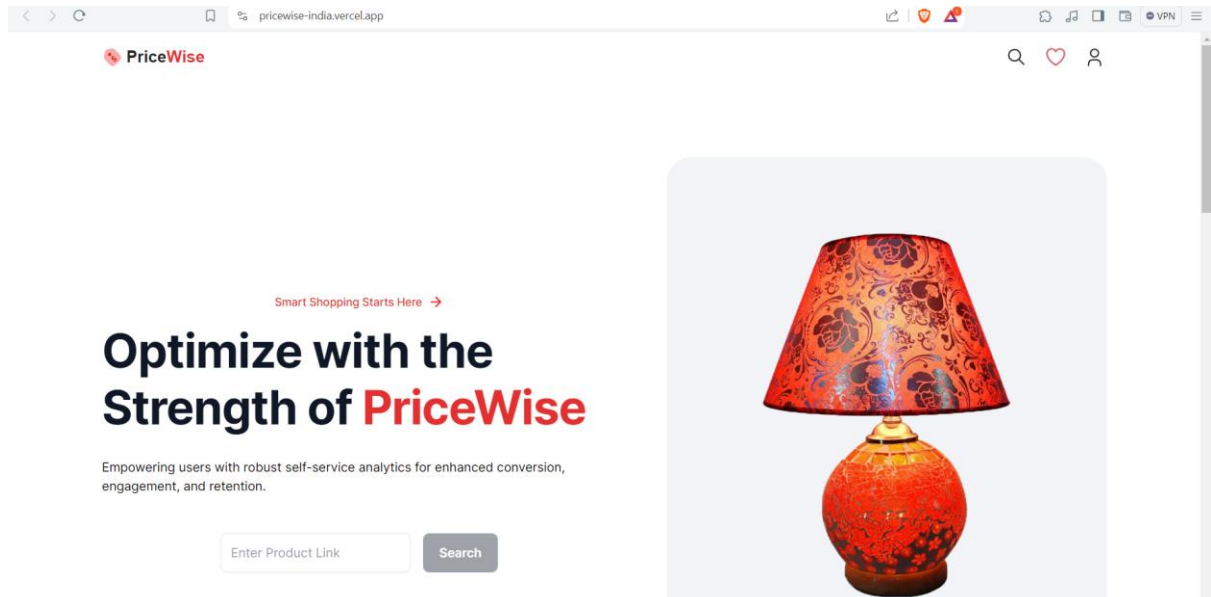 pricewise-india.vercel.app
VPN
PriceWise
Smart Shopping Starts Here →
Optimize with the
Strength of PriceWise
Empowering users with robust self-service analytics for enhanced conversion,
engagement, and retention.
Enter Product Link
Search